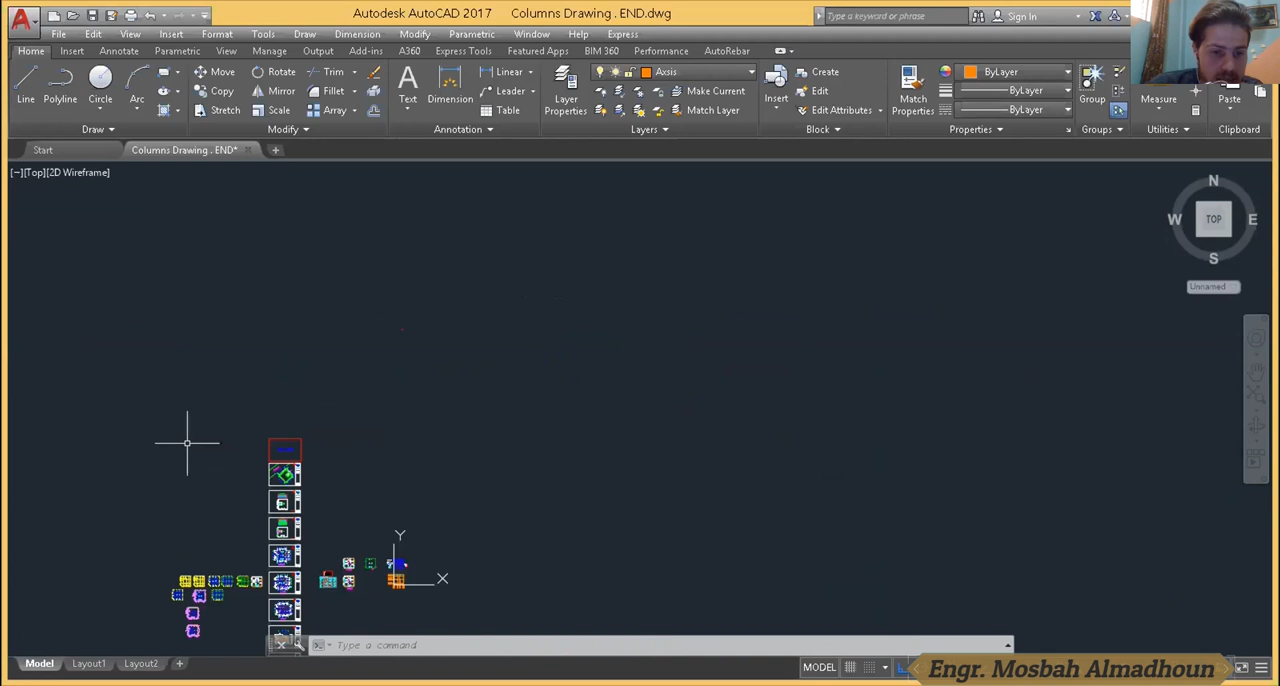 Autodesk AutoCAD 2017 Columns Drawing . END.dwg
Type a keyword or phrase
Sign In
File Edit View Insert Format Tools Draw Dimension Modify Parametric Window Help Express
Home Insert Annotate Parametric View Manage Output Add-ins A360 Express Tools Featured Apps BIM 360 Performance AutoRebar
Line Polyline Circle Arc
Move Rotate Trim
Copy Mirror Fillet
Stretch Scale Array
Text Dimension
Linear
Leader
Table
Layer Properties
Axsis
Make Current
Match Layer
Insert
Create
Edit
Edit Attributes
Match Properties
ByLayer
ByLayer
ByLayer
Group
Measure
Paste
Draw Modify Annotation Layers Block Properties Groups Utilities Clipboard
Start Columns Drawing . END*
[−][Top][2D Wireframe]
N
W TOP E
S
Unnamed
Y
X
Type a command
Model Layout1 Layout2
MODEL
Engr. Mosbah Almadhoun